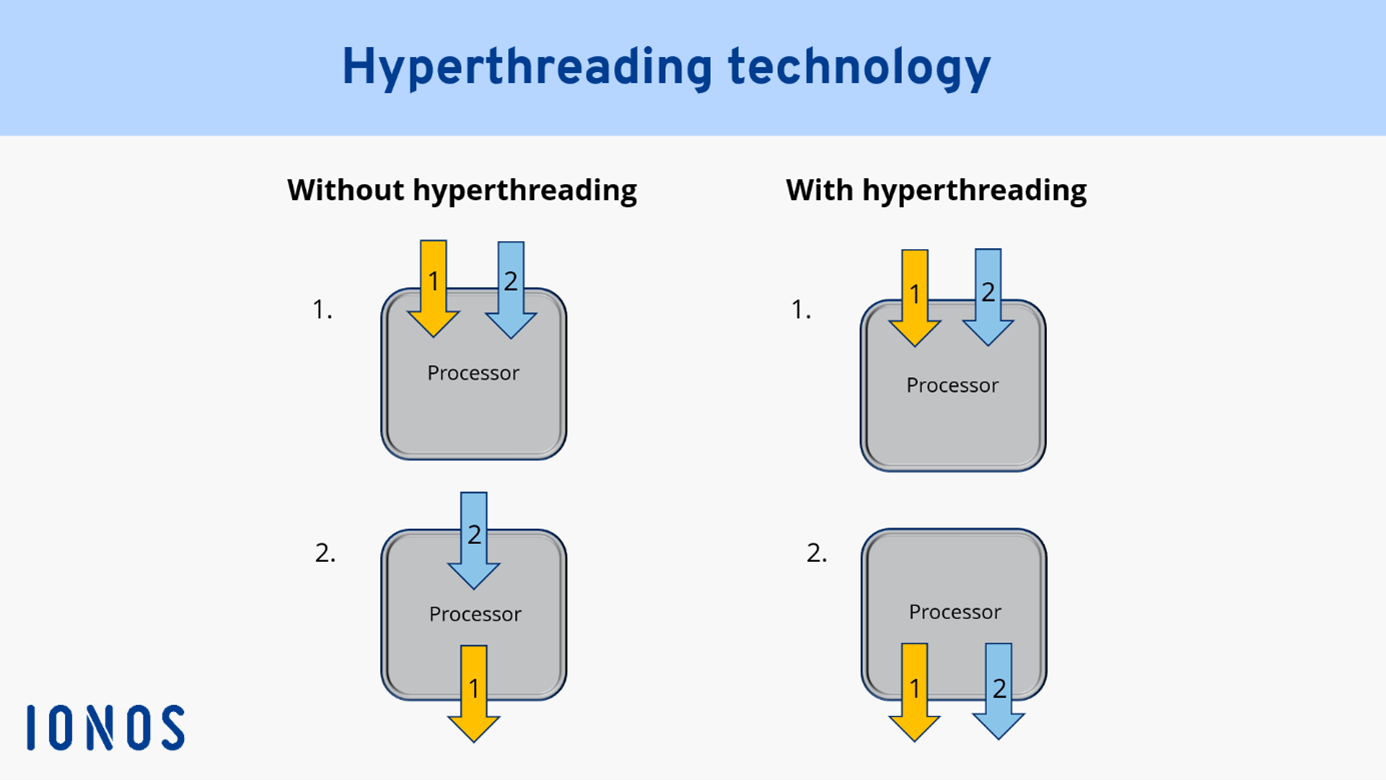 Hyperthreading technology
Without hyperthreading
1.
1 2
Processor
2.
2
Processor
1
With hyperthreading
1.
1 2
Processor
2.
Processor
1 2
IONOS